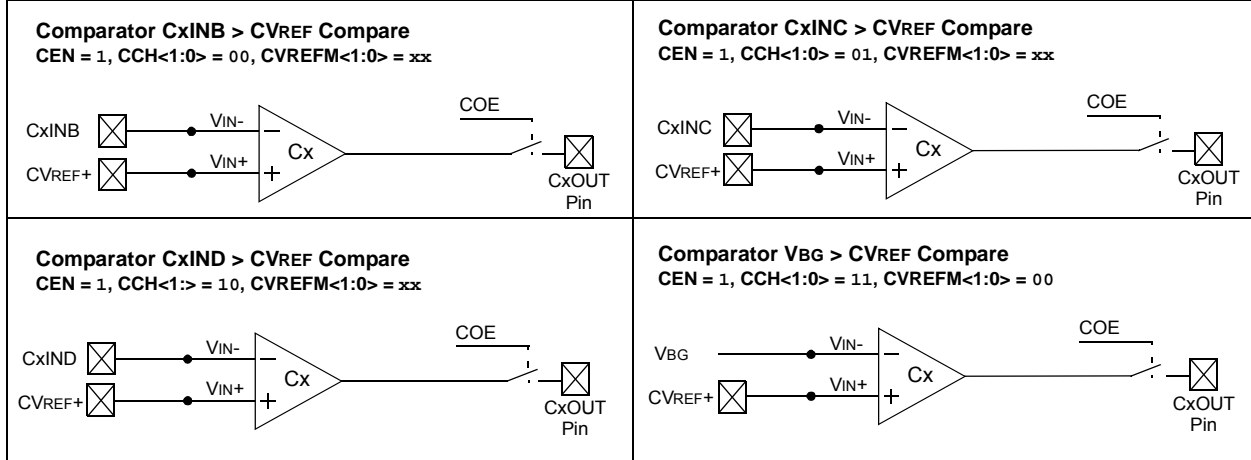 Comparator CxINB > CVREF Compare
CEN = 1, CCH<1:0> = 00, CVREFM<1:0> = xx
COE
CxINB
VIN-
Cx
CVREF+
VIN+
CxOUT
Pin
Comparator CxINC > CVREF Compare
CEN = 1, CCH<1:0> = 01, CVREFM<1:0> = xx
COE
CxINC
VIN-
Cx
CVREF+
VIN+
CxOUT
Pin
Comparator CxIND > CVREF Compare
CEN = 1, CCH<1:> = 10, CVREFM<1:0> = xx
COE
CxIND
VIN-
Cx
CVREF+
VIN+
CxOUT
Pin
Comparator VBG > CVREF Compare
CEN = 1, CCH<1:0> = 11, CVREFM<1:0> = 00
COE
VBG
VIN-
Cx
CVREF+
VIN+
CxOUT
Pin